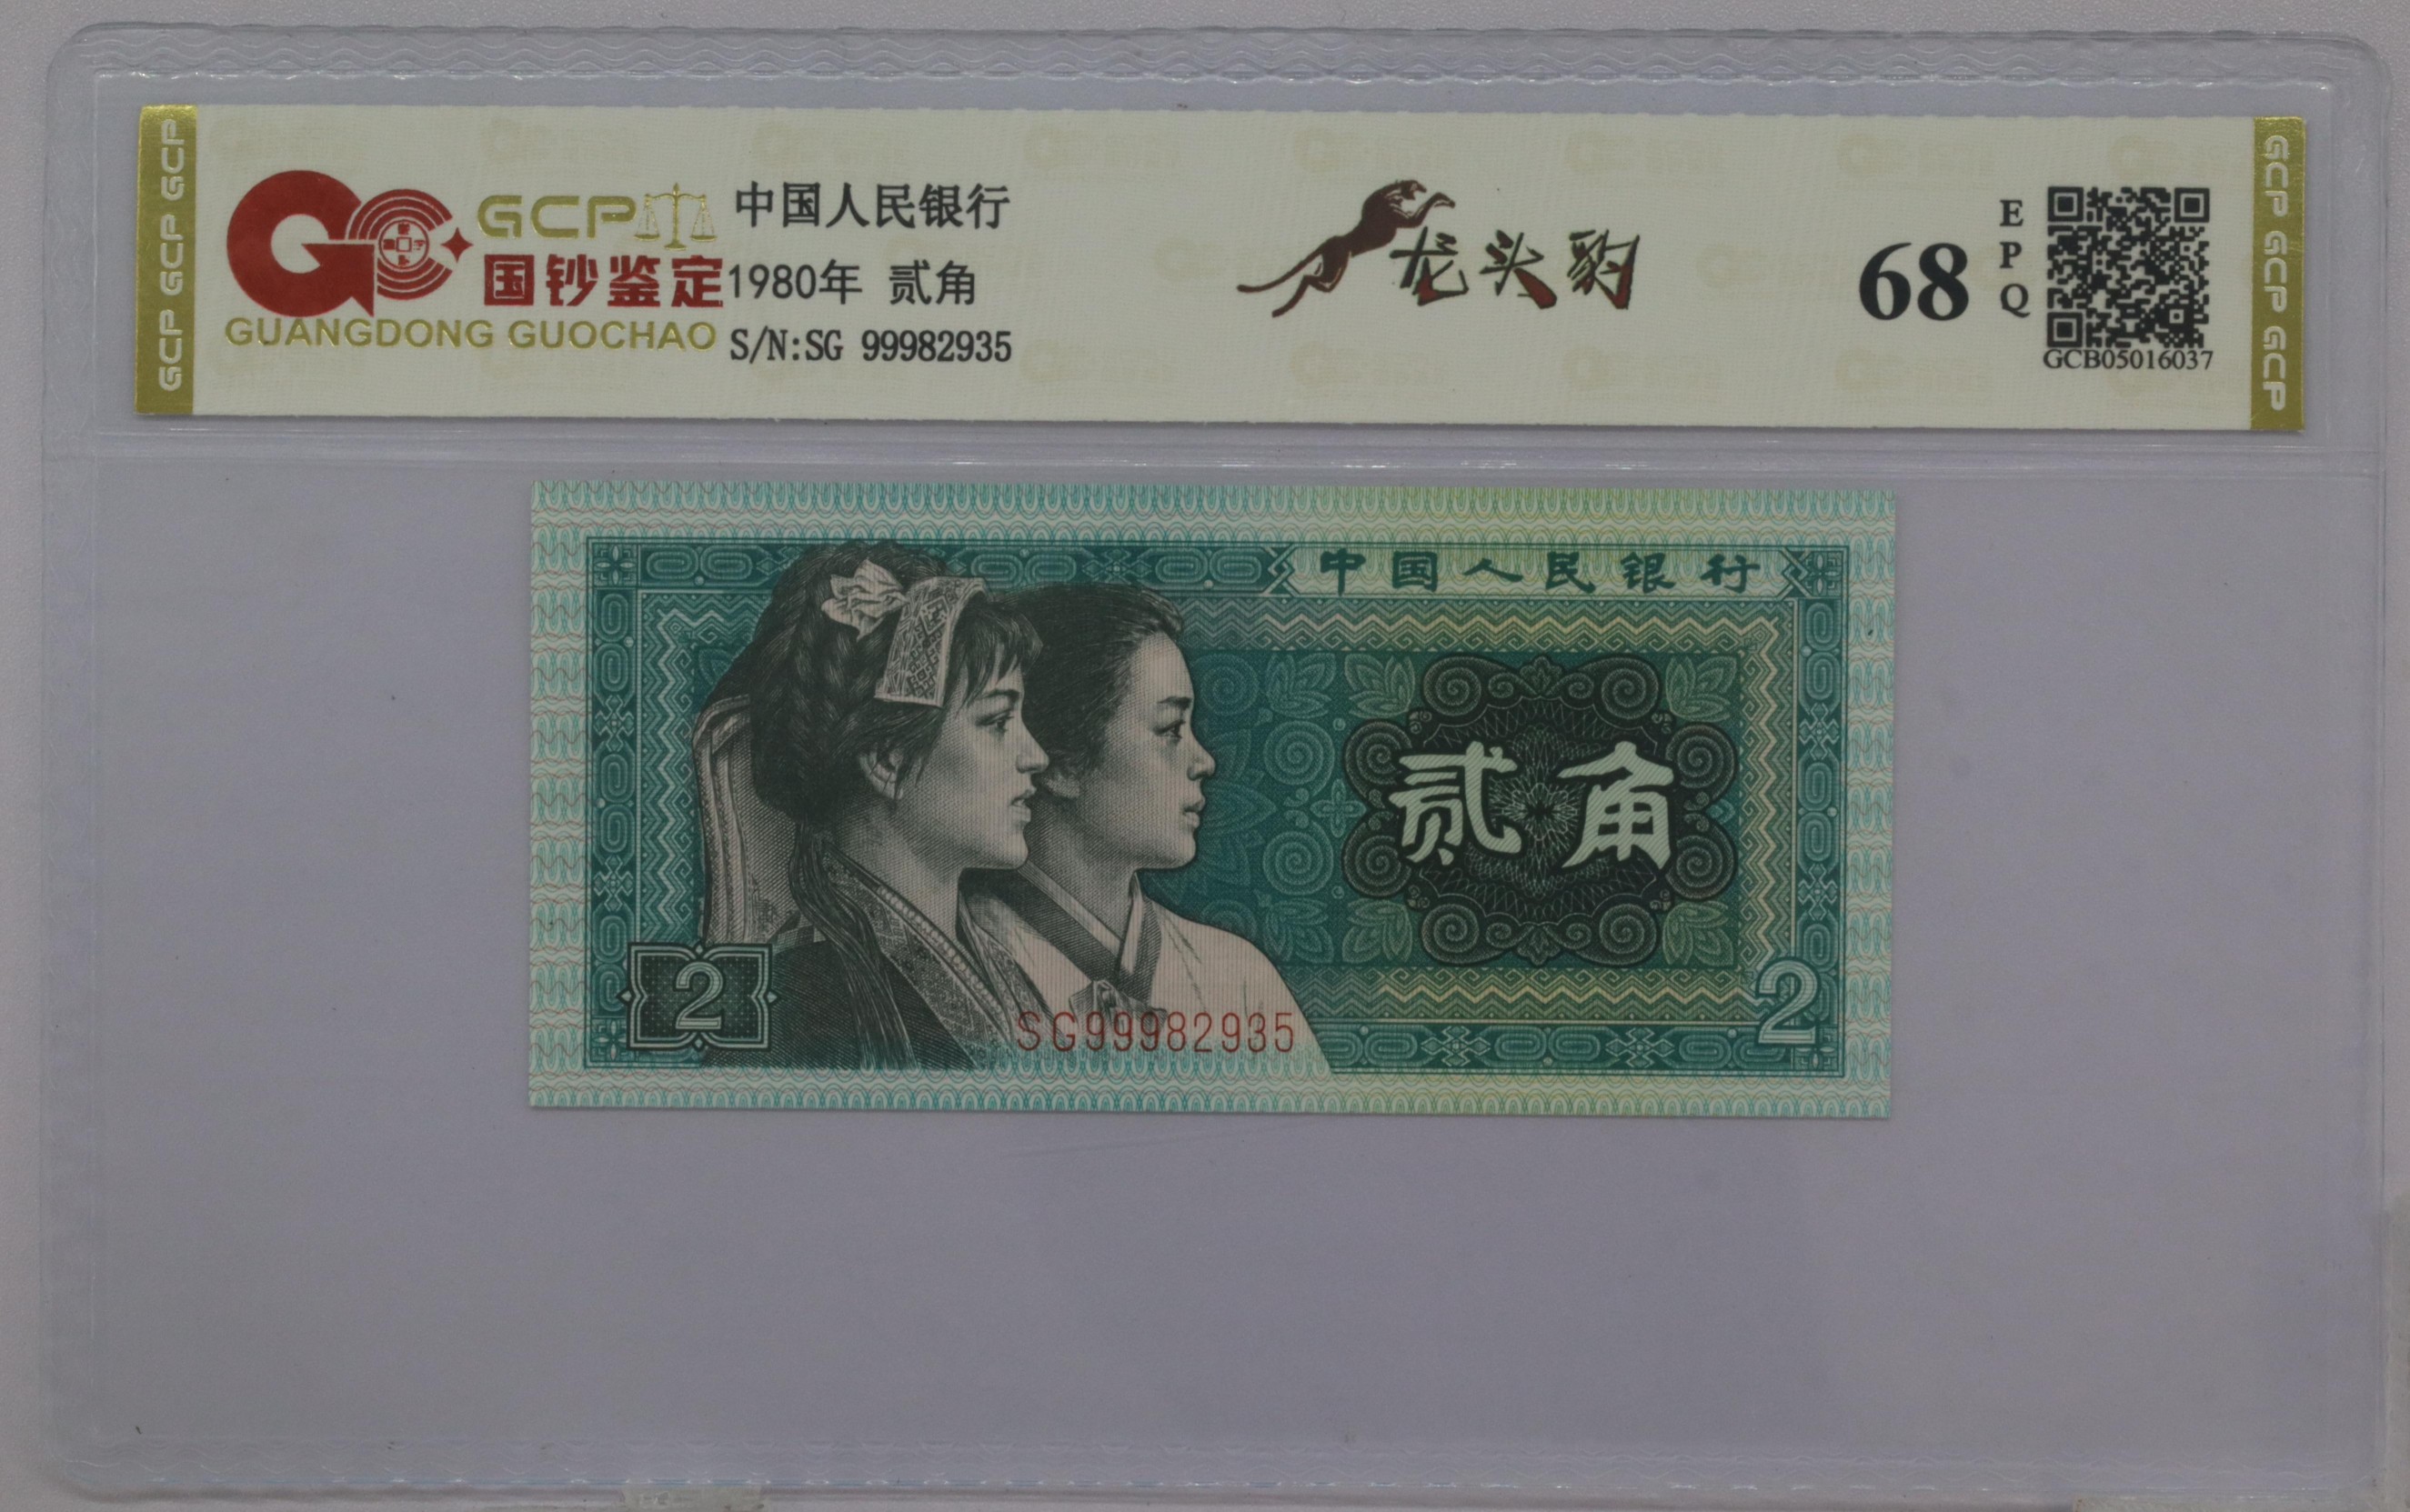 GCP GCP GCP
GCP
国钞鉴定
GUANGDONG GUOCHAO
中国人民银行
1980年 贰角
S/N:SG 99982935
龙头豹
68
EPQ
GCB05016037
GCP GCP GCP
中国人民银行
贰角
2
SG99982935
2